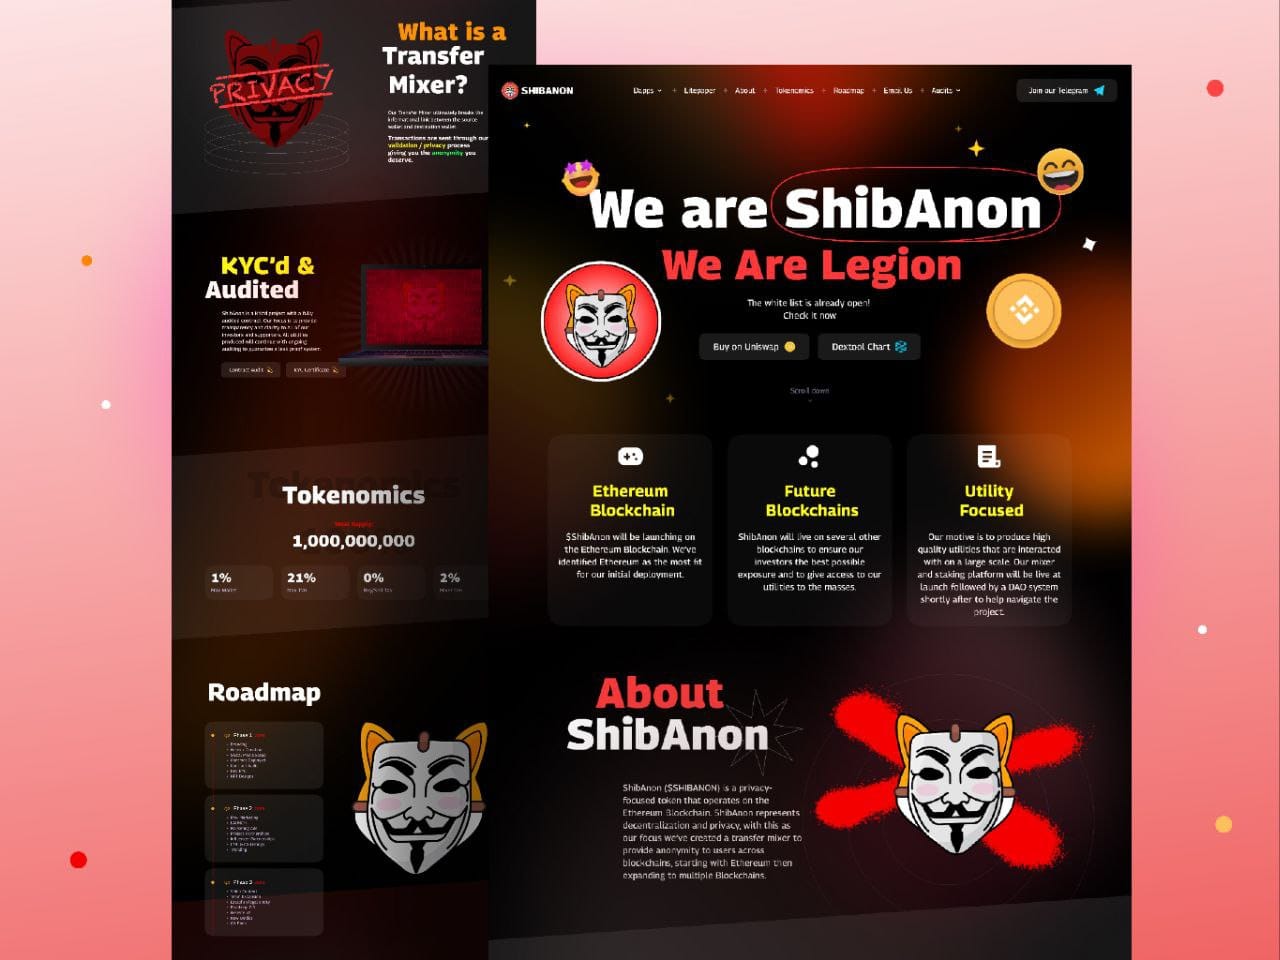 PRIVACY
What is a
Transfer
Mixer?
Our Transfer Mixer ultimately breaks the
informational link between the source
wallet and destination wallet.
Transactions are sent through our
validation / privacy process
giving you the anonymity you
deserve.
KYC'd &
Audited
ShibAnon is a KYC'd project with a fully
audited contract. Our focus is to provide
transparency and clarity to all of our
investors and supporters. All utilities
produced will continue with ongoing
auditing to guarantee a leak proof system.
Contract Audit
KYC Certificate
Tokenomics
Tokenomics
Total Supply:
1,000,000,000
1%
Max Wallet
21%
0%
Buy/Sell Tax
2%
Roadmap
Phase 1
Phase 2
Phase 3
SHIBANON
Dapps
Litepaper
About
Tokenomics
Roadmap
Email Us
Audits
Join our Telegram
We are ShibAnon
We Are Legion
The white list is already open!
Check it now
Buy on Uniswap
Dextool Chart
Scroll down
Ethereum
Blockchain
$ShibAnon will be launching on
the Ethereum Blockchain. We've
identified Ethereum as the most fit
for our initial deployment.
Future
Blockchains
ShibAnon will live on several other
blockchains to ensure our
investors the best possible
exposure and to give access to our
utilities to the masses.
Utility
Focused
Our motive is to produce high
quality utilities that are interacted
with on a large scale. Our mixer
and staking platform will be live at
launch followed by a DAO system
shortly after to help navigate the
project.
About
ShibAnon
ShibAnon ($SHIBANON) is a privacy-
focused token that operates on the
Ethereum Blockchain. ShibAnon represents
decentralization and privacy, with this as
our focus we've created a transfer mixer to
provide anonymity to users across
blockchains, starting with Ethereum then
expanding to multiple Blockchains.